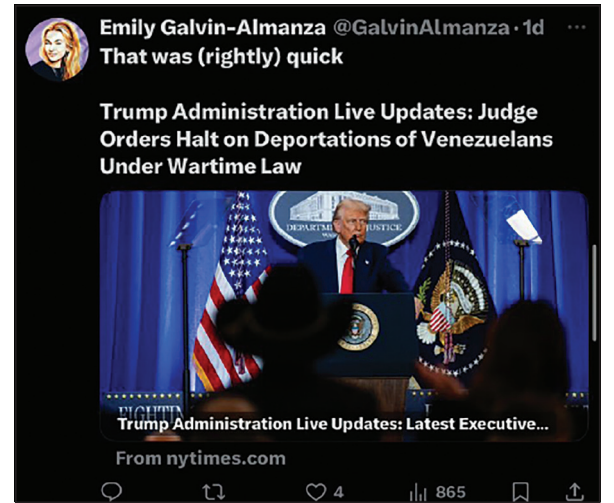 Emily Galvin-Almanza @GalvinAlmanza · 1d ···
That was (rightly) quick
Trump Administration Live Updates: Judge
Orders Halt on Deportations of Venezuelans
Under Wartime Law
DEPARTMENT JUSTICE
FIGHTIN
Trump Administration Live Updates: Latest Executive...
From nytimes.com
4
865